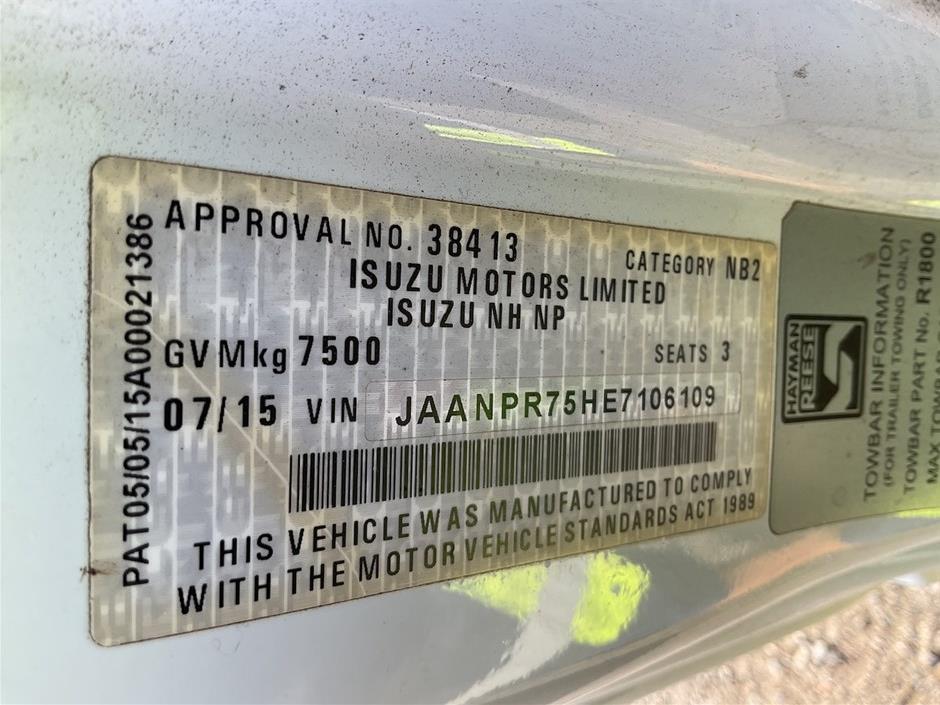 APPROVAL NO. 38413
CATEGORY NB2
ISUZU MOTORS LIMITED
ISUZU NH NP
GVMkg 7500
SEATS 3
07/15 VIN JAANPR75HE7106109
THIS VEHICLE WAS MANUFACTURED TO COMPLY
WITH THE MOTOR VEHICLE STANDARDS ACT 1989
PAT05/05/15A00021386
HAYMAN
REESE
TOWBAR INFORMATION
(FOR TRAILER TOWING ONLY)
TOWBAR PART No. R1800
MAX TOWBAR